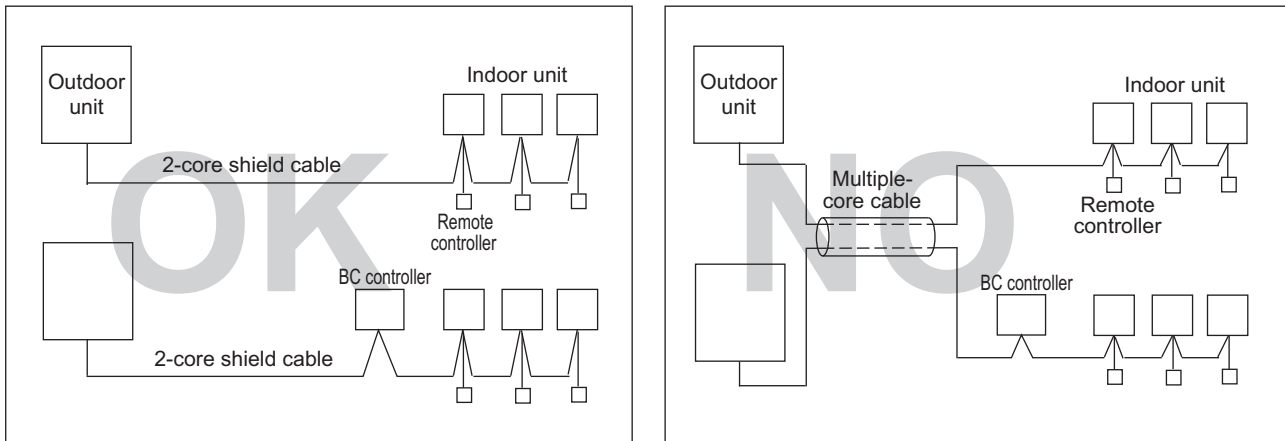 OK
Outdoor
unit
Indoor unit
2-core shield cable
Remote
controller
BC controller
2-core shield cable
NO
Outdoor
unit
Indoor unit
Multiple-
core cable
Remote
controller
BC controller